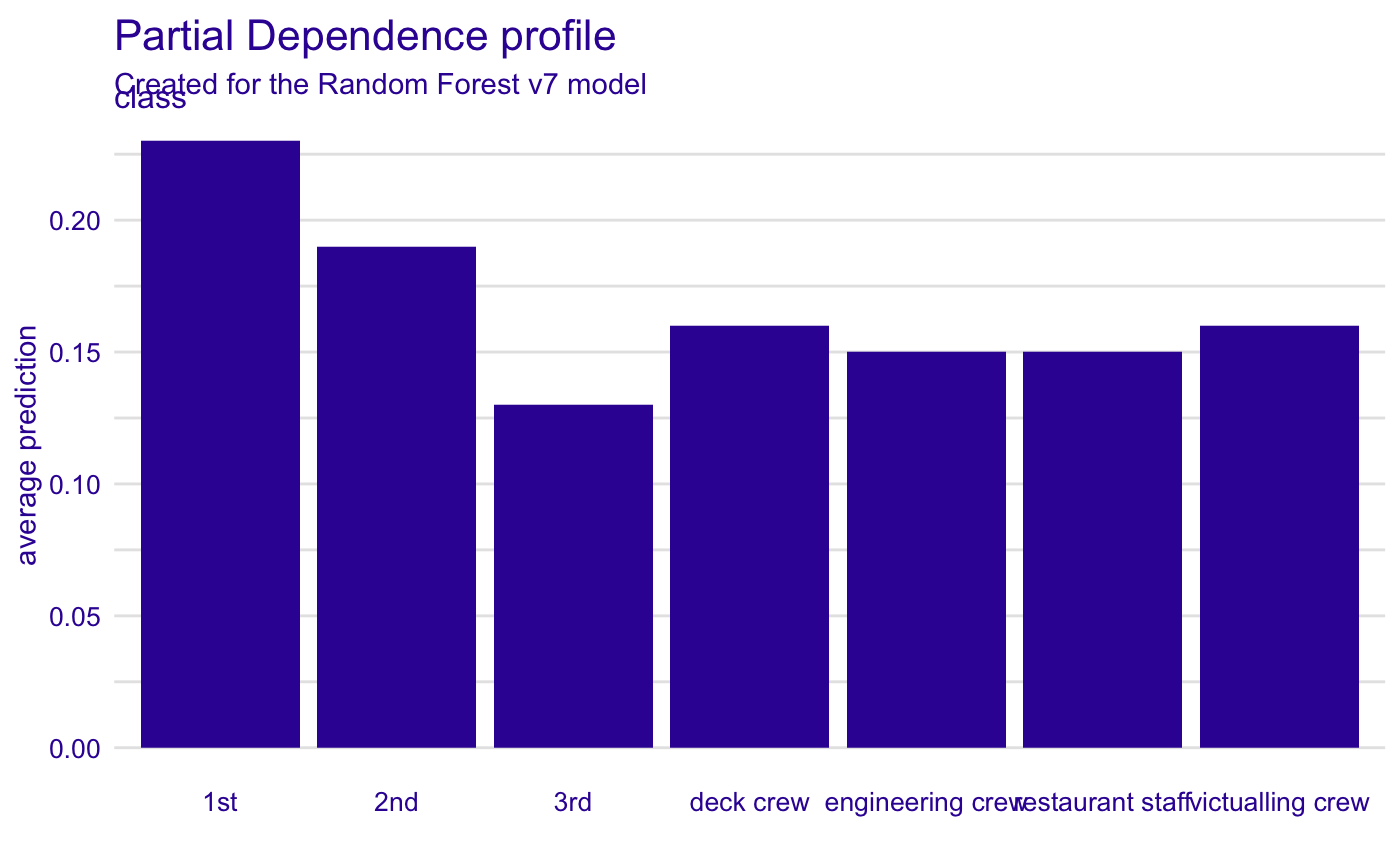 Partial Dependence profile
Created for the Random Forest v7 model
class
average prediction
0.20
0.15
0.10
0.05
0.00
1st 2nd 3rd deck crew engineering crew restaurant staff victualling crew